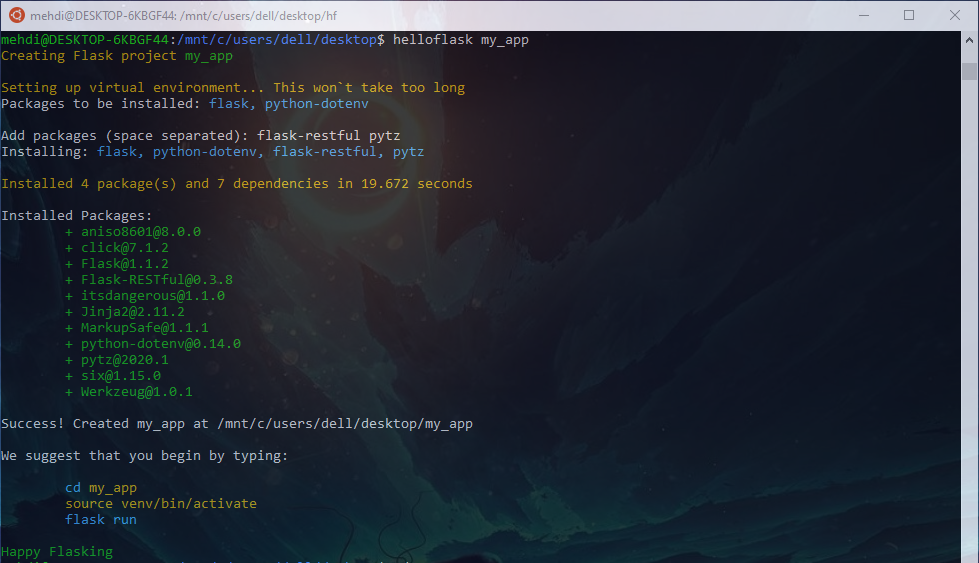 mehdi@DESKTOP-6KBGF44: /mnt/c/users/dell/desktop/hf
mehdi@DESKTOP-6KBGF44:/mnt/c/users/dell/desktop$ helloflask my_app
Creating Flask project my_app
Setting up virtual environment... This won`t take too long
Packages to be installed: flask, python-dotenv
Add packages (space separated): flask-restful pytz
Installing: flask, python-dotenv, flask-restful, pytz
Installed 4 package(s) and 7 dependencies in 19.672 seconds
Installed Packages:
+ aniso8601@8.0.0
+ click@7.1.2
+ Flask@1.1.2
+ Flask-RESTful@0.3.8
+ itsdangerous@1.1.0
+ Jinja2@2.11.2
+ MarkupSafe@1.1.1
+ python-dotenv@0.14.0
+ pytz@2020.1
+ six@1.15.0
+ Werkzeug@1.0.1
Success! Created my_app at /mnt/c/users/dell/desktop/my_app
We suggest that you begin by typing:
cd my_app
source venv/bin/activate
flask run
Happy Flasking